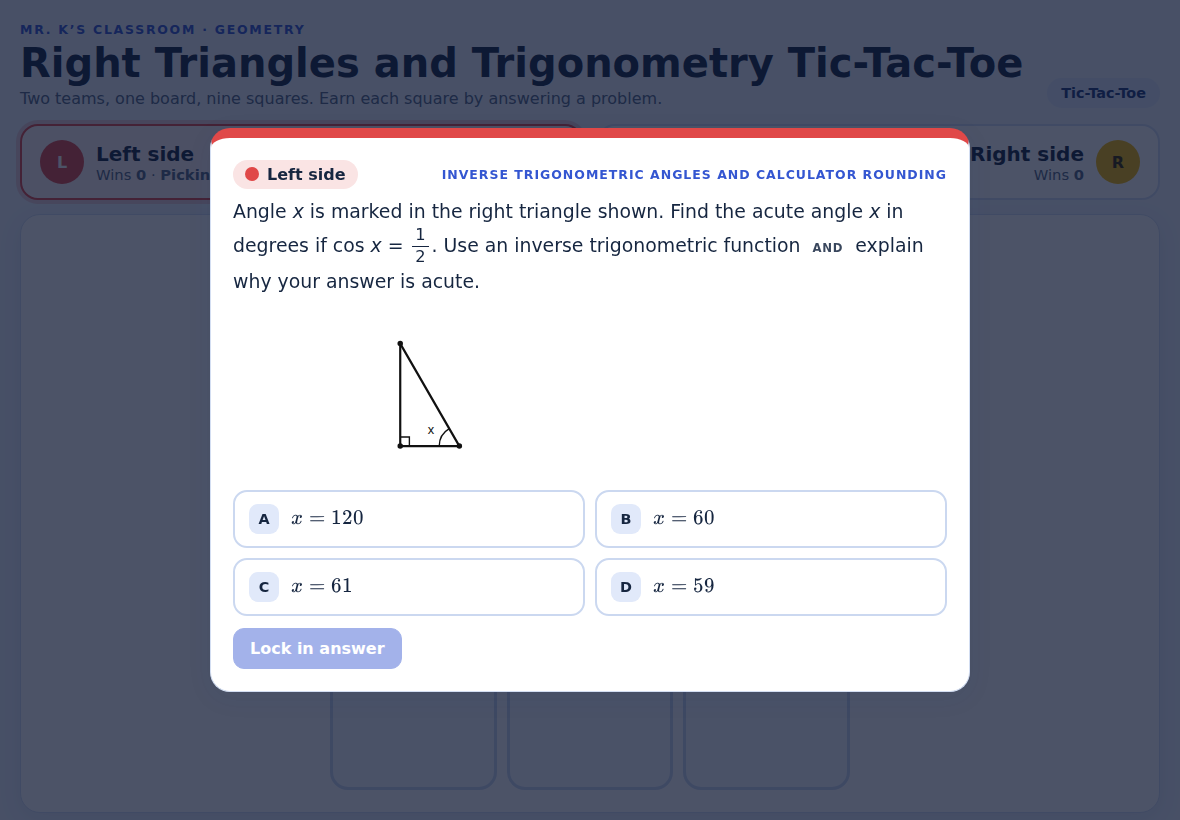 MR. K’S CLASSROOM · GEOMETRY
Right Triangles and Trigonometry Tic-Tac-Toe
Two teams, one board, nine squares. Earn each square by answering a problem.
Tic-Tac-Toe
L
Left side
Wins 0 · Pickin
Right side
Wins 0
R
Left side
INVERSE TRIGONOMETRIC ANGLES AND CALCULATOR ROUNDING
Angle x is marked in the right triangle shown. Find the acute angle x in
degrees if cos x = 1/2. Use an inverse trigonometric function AND explain
why your answer is acute.
x
A x = 120
B x = 60
C x = 61
D x = 59
Lock in answer